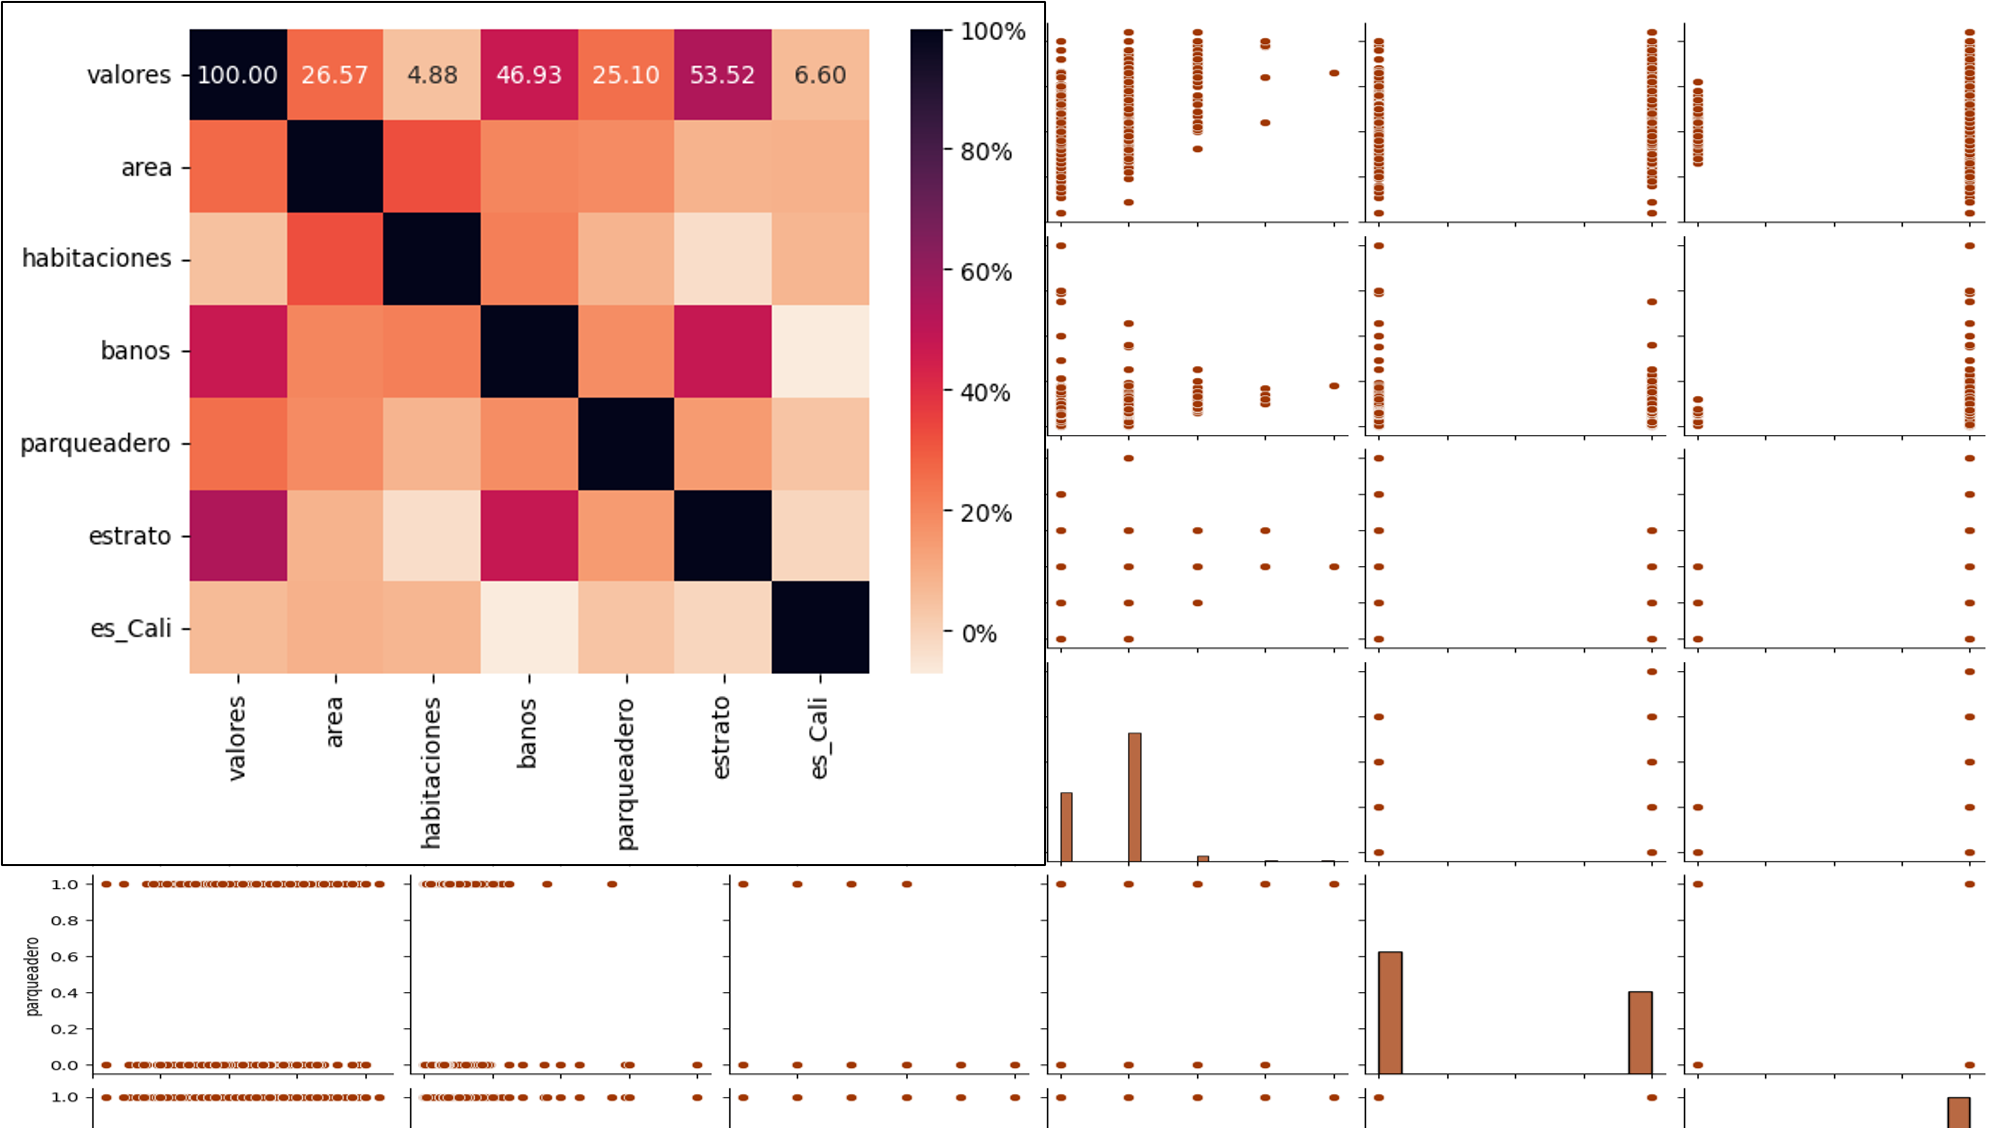 100%
valores 100.00 26.57 4.88 46.93 25.10 53.52 6.60
area
80%
habitaciones
60%
banos
40%
parqueadero
20%
estrato
es_Cali
0%
valores area habitaciones banos parqueadero estrato es_Cali
parqueadero
1.0
0.8
0.6
0.4
0.2
0.0
1.0